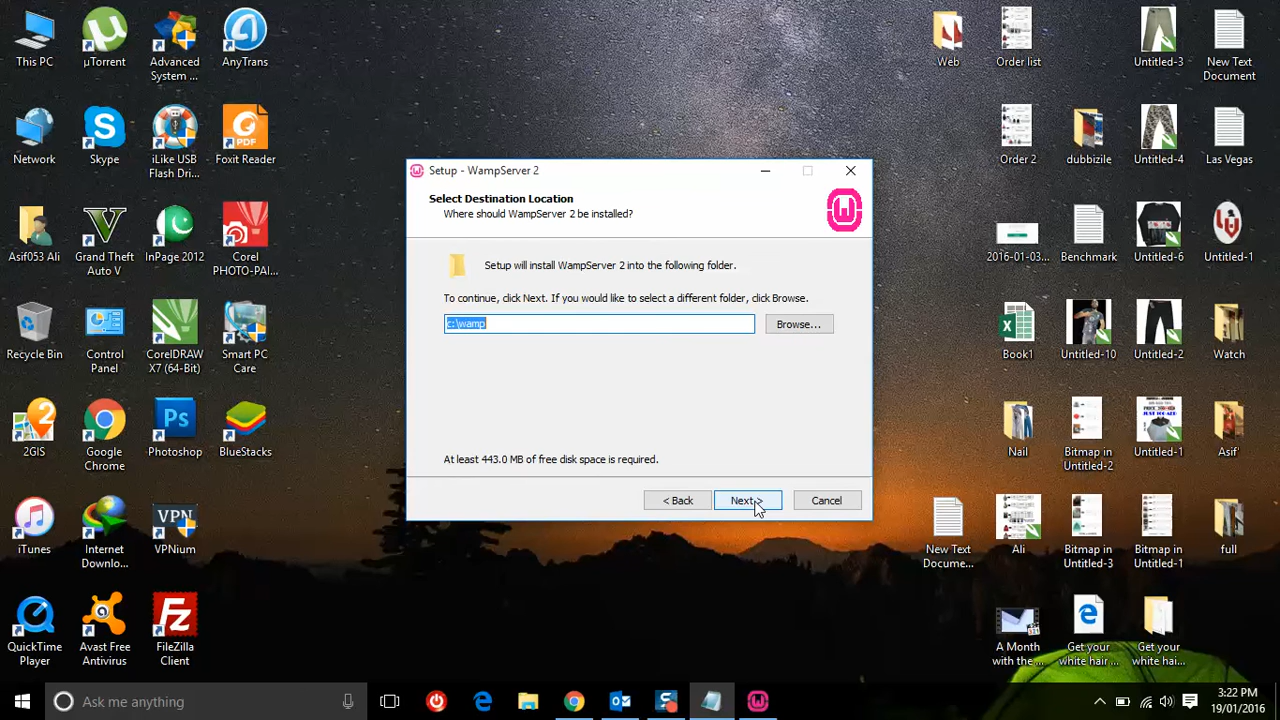 This PC
µTorrent
Advanced
System ...
AnyTrans
Web
Order list
Untitled-3
New Text
Document
Network
Skype
iLike USB
Flash Dri...
PDF
Foxit Reader
Order 2
dubbizile
Untitled-4
Las Vegas
Asif023 ali
Grand Theft
Auto V
InPage 2012
Corel
PHOTO-PAI...
2016-01-03...
Benchmark
Untitled-6
Untitled-1
Recycle Bin
Control
Panel
CorelDRAW
X7 (64-Bit)
Smart PC
Care
Book1
Untitled-10
Untitled-2
Watch
2GIS
Google
Chrome
Ps
Photoshop
BlueStacks
Nail
Bitmap in
Untitled-2
Untitled-1
Asif'
iTunes
Internet
Downlo...
VPN
VPNium
New Text
Docume...
Ali
Bitmap in
Untitled-3
Bitmap in
Untitled-1
full
QuickTime
Player
Avast Free
Antivirus
Fz
FileZilla
Client
A Month
with the ...
Get your
white hair ...
Get your
white hai...
Setup - WampServer 2
Select Destination Location
Where should WampServer 2 be installed?
Setup will install WampServer 2 into the following folder.
To continue, click Next. If you would like to select a different folder, click Browse.
c:\wamp
Browse...
At least 443.0 MB of free disk space is required.
< Back
Next >
Cancel
Ask me anything
3:22 PM
19/01/2016